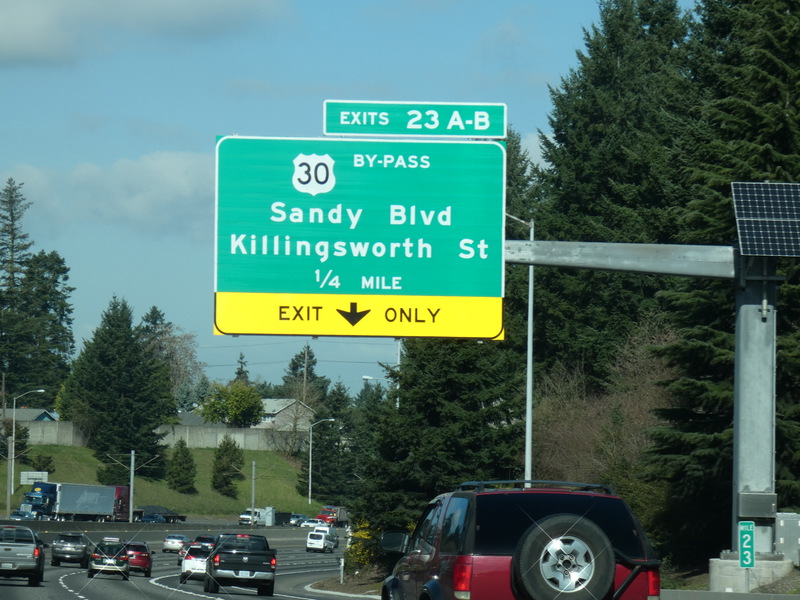 EXITS 23 A-B
30 BY-PASS
Sandy Blvd
Killingsworth St
1/4 MILE
EXIT ONLY
MILE
23